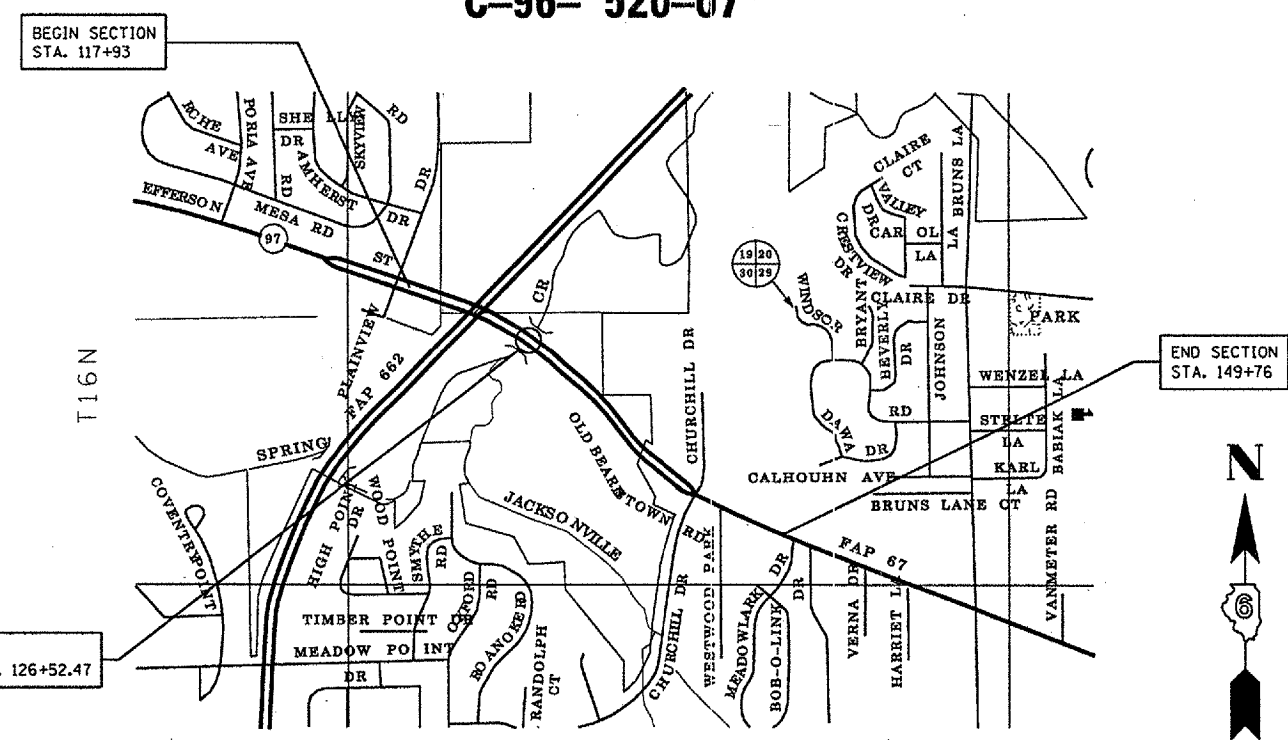 C-96- 520-07
BEGIN SECTION
STA. 117+93
RCHE
AVE
PORIA AVE
SHELLY
DR
RD
AMHERST
DR
SKYVIEW
RD
DR
EFFERSON
ST
MESA RD
97
PLAINVIEW
FAP 662
CR
T16N
SPRING
COVENTRY POINT
HIGH POINT
DR
WOOD POINT
SMYTHE
RD
OXFORD
RD
ROANOKE RD
RANDOLPH
CT
TIMBER POINT DR
MEADOW POINT
DR
. 126+52.47
JACKSONVILLE
RD
OLD BEARDSTOWN
CHURCHILL DR
CHURCHILL DR
WESTWOOD PARK
MEADOWLARK DR
BOB-O-LINK DR
VERNA DR
HARRIET LA
FAP 67
VANMETER RD
19 20
30 29
WINDSOR
CLAIRE
CT
VALLEY
DR
CAROL
LA
CRESTVIEW
DR
LA BRUNS LA
CLAIRE DR
BRYANT
BEVERLY
DR
JOHNSON
RD
DAWA
DR
PARK
WENZEL LA
STELTE
LA
KARL
LA
BABIAK LA
CALHOUHN AVE
BRUNS LANE CT
END SECTION
STA. 149+76
N
6